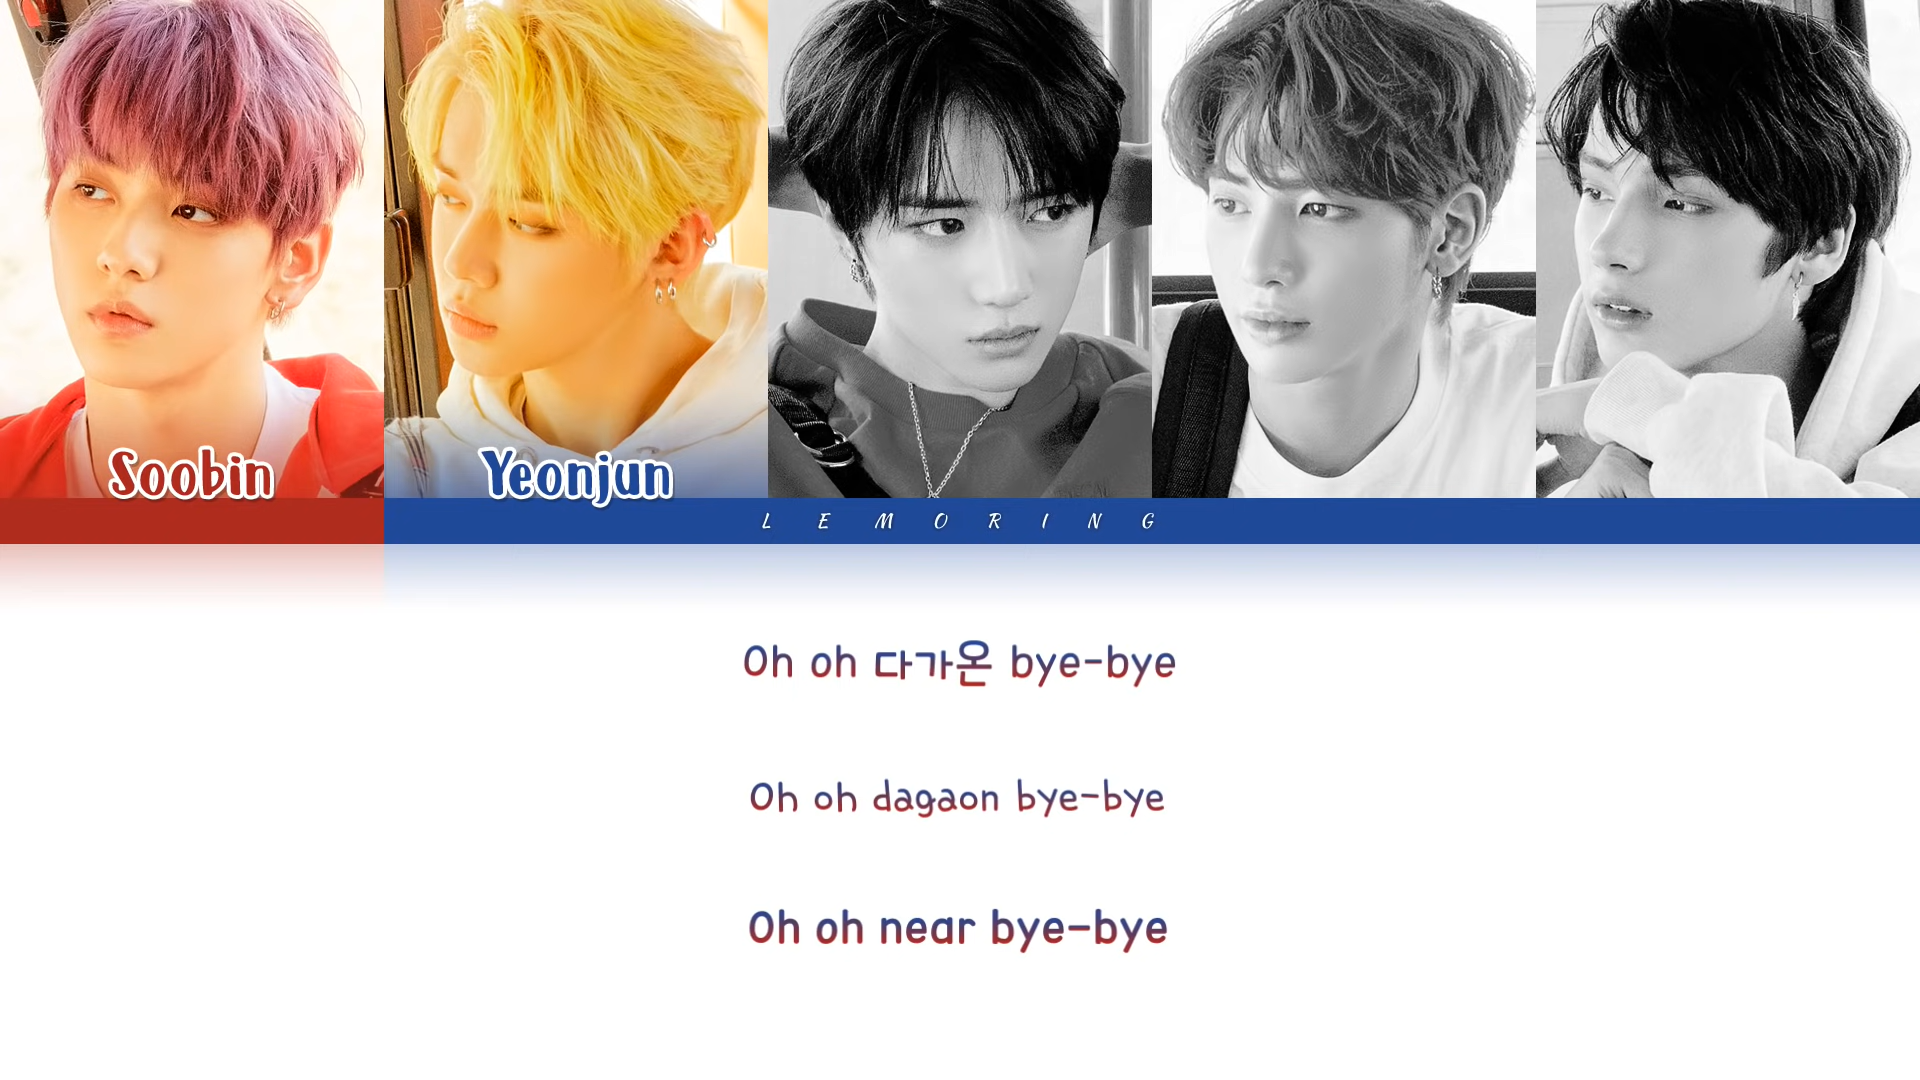 Soobin
Yeonjun
LEMORING
Oh oh 다가온 bye-bye
Oh oh dagaon bye-bye
Oh oh near bye-bye